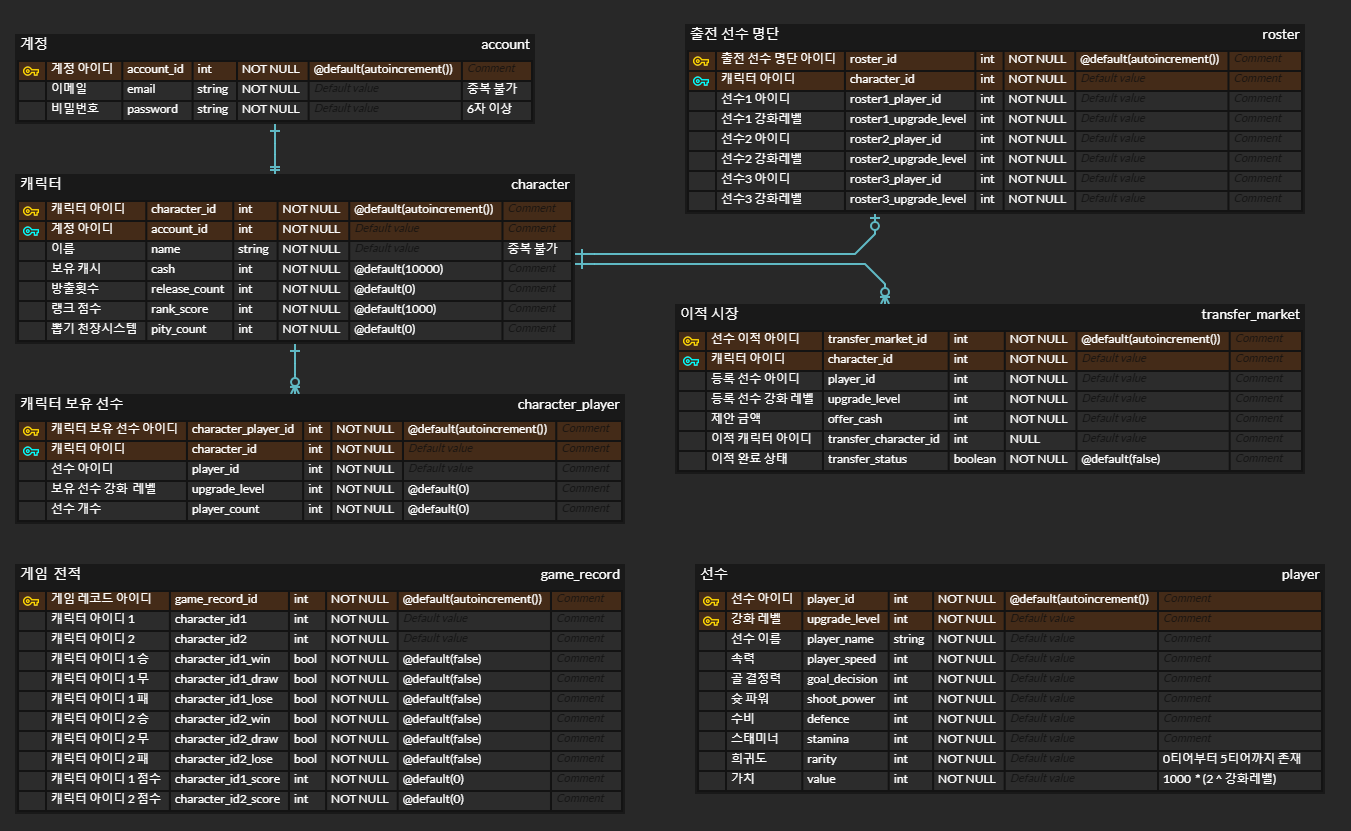 계정 account
계정 아이디 account_id int NOT NULL @default(autoincrement()) Comment
이메일 email string NOT NULL Default value 중복 불가
비밀번호 password string NOT NULL Default value 6자 이상
캐릭터 character
캐릭터 아이디 character_id int NOT NULL @default(autoincrement()) Comment
계정 아이디 account_id int NOT NULL Default value Comment
이름 name string NOT NULL Default value 중복 불가
보유 캐시 cash int NOT NULL @default(10000) Comment
방출횟수 release_count int NOT NULL @default(0) Comment
랭크 점수 rank_score int NOT NULL @default(1000) Comment
뽑기 천장시스템 pity_count int NOT NULL @default(0) Comment
캐릭터 보유 선수 character_player
캐릭터 보유 선수 아이디 character_player_id int NOT NULL @default(autoincrement()) Comment
캐릭터 아이디 character_id int NOT NULL Default value Comment
선수 아이디 player_id int NOT NULL Default value Comment
보유 선수 강화 레벨 upgrade_level int NOT NULL @default(0) Comment
선수 개수 player_count int NOT NULL @default(0) Comment
게임 전적 game_record
게임 레코드 아이디 game_record_id int NOT NULL @default(autoincrement()) Comment
캐릭터 아이디 1 character_id1 int NOT NULL Default value Comment
캐릭터 아이디 2 character_id2 int NOT NULL Default value Comment
캐릭터 아이디 1 승 character_id1_win bool NOT NULL @default(false) Comment
캐릭터 아이디 1 무 character_id1_draw bool NOT NULL @default(false) Comment
캐릭터 아이디 1 패 character_id1_lose bool NOT NULL @default(false) Comment
캐릭터 아이디 2 승 character_id2_win bool NOT NULL @default(false) Comment
캐릭터 아이디 2 무 character_id2_draw bool NOT NULL @default(false) Comment
캐릭터 아이디 2 패 character_id2_lose bool NOT NULL @default(false) Comment
캐릭터 아이디 1 점수 character_id1_score int NOT NULL @default(0) Comment
캐릭터 아이디 2 점수 character_id2_score int NOT NULL @default(0) Comment
출전 선수 명단 roster
출전 선수 명단 아이디 roster_id int NOT NULL @default(autoincrement()) Comment
캐릭터 아이디 character_id int NOT NULL Default value Comment
선수1 아이디 roster1_player_id int NOT NULL Default value Comment
선수1 강화레벨 roster1_upgrade_level int NOT NULL Default value Comment
선수2 아이디 roster2_player_id int NOT NULL Default value Comment
선수2 강화레벨 roster2_upgrade_level int NOT NULL Default value Comment
선수3 아이디 roster3_player_id int NOT NULL Default value Comment
선수3 강화레벨 roster3_upgrade_level int NOT NULL Default value Comment
이적 시장 transfer_market
선수 이적 아이디 transfer_market_id int NOT NULL @default(autoincrement()) Comment
캐릭터 아이디 character_id int NOT NULL Default value Comment
등록 선수 아이디 player_id int NOT NULL Default value Comment
등록 선수 강화 레벨 upgrade_level int NOT NULL Default value Comment
제안 금액 offer_cash int NOT NULL Default value Comment
이적 캐릭터 아이디 transfer_character_id int NULL Default value Comment
이적 완료 상태 transfer_status boolean NOT NULL @default(false) Comment
선수 player
선수 아이디 player_id int NOT NULL @default(autoincrement()) Comment
강화 레벨 upgrade_level int NOT NULL Default value Comment
선수 이름 player_name string NOT NULL Default value Comment
속력 player_speed int NOT NULL Default value Comment
골 결정력 goal_decision int NOT NULL Default value Comment
슛 파워 shoot_power int NOT NULL Default value Comment
수비 defence int NOT NULL Default value Comment
스태미너 stamina int NOT NULL Default value Comment
희귀도 rarity int NOT NULL Default value 0티어부터 5티어까지 존재
가치 value int NOT NULL Default value 1000 * (2 ^ 강화레벨)